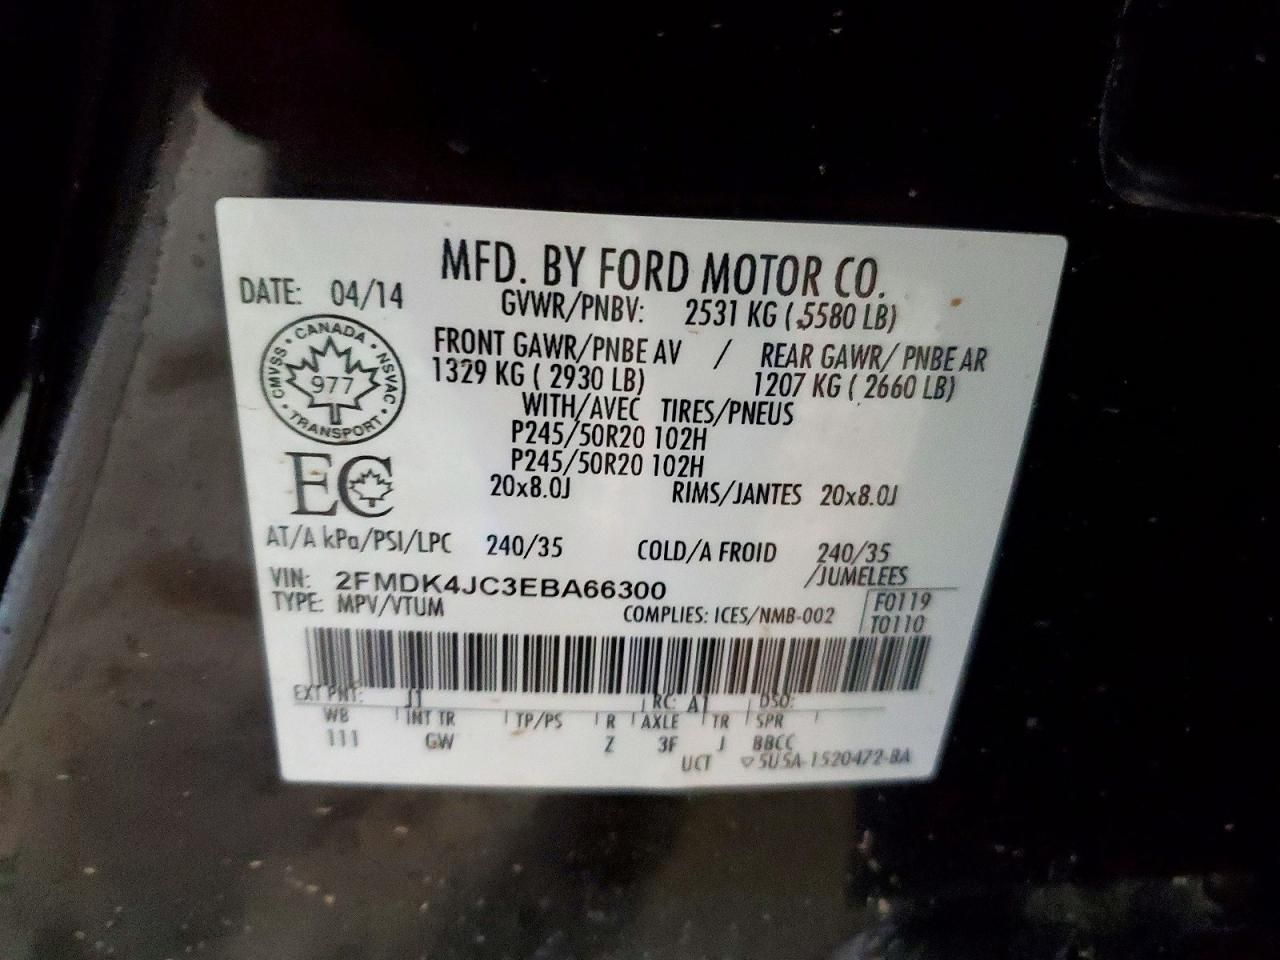 MFD. BY FORD MOTOR CO.
DATE: 04/14
GVWR/PNBV: 2531 KG ( 5580 LB)
FRONT GAWR/PNBE AV / REAR GAWR/ PNBE AR
1329 KG ( 2930 LB) 1207 KG ( 2660 LB)
WITH/AVEC TIRES/PNEUS
P245/50R20 102H
P245/50R20 102H
20x8.0J RIMS/JANTES 20x8.0J
CANADA
CMVSS • NSVAC
977
TRANSPORT
EC
AT/A kPa/PSI/LPC 240/35 COLD/A FROID 240/35
/JUMELEES
VIN: 2FMDK4JC3EBA66300
F0119
TYPE: MPV/VTUM COMPLIES: ICES/NMB-002
T0110
EXT PNT: J1 RC: A1 DSO:
WB INT TR TP/PS R AXLE TR SPR
111 GW Z 3F J BBCC
UCT 5U5A-1520472-BA